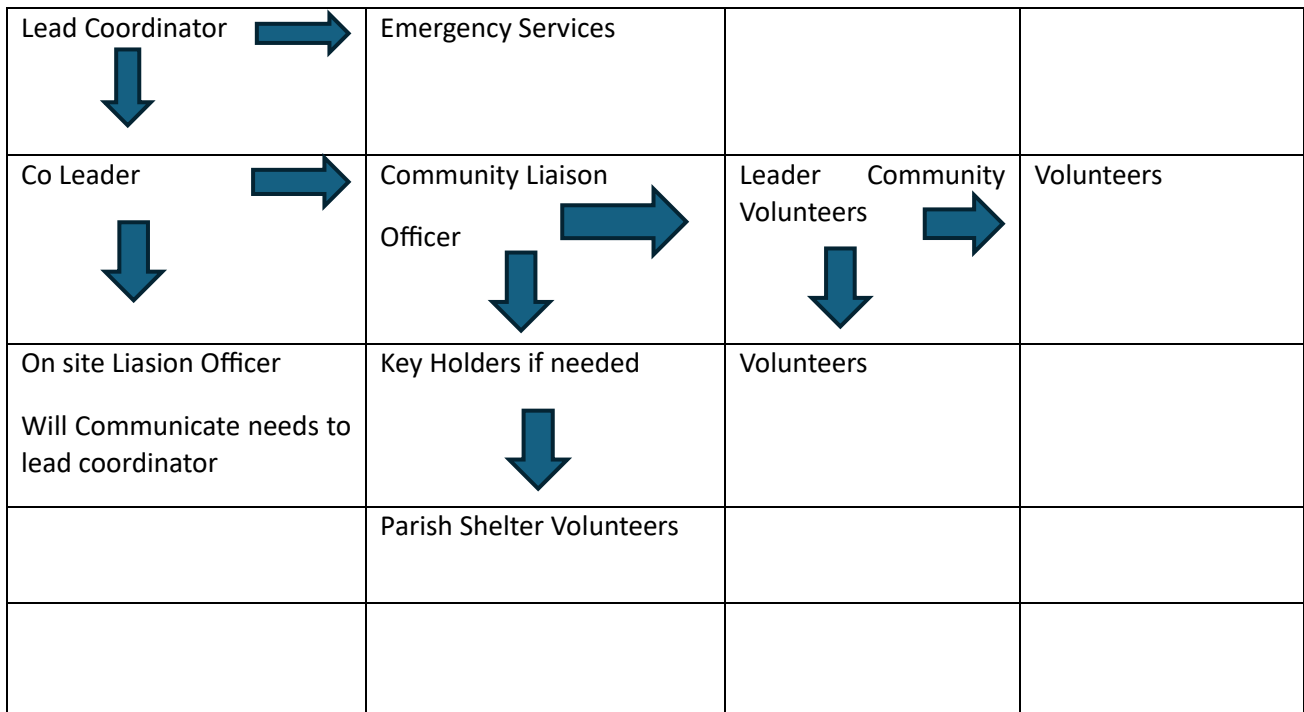 Lead Coordinator
Emergency Services
Co Leader
Community Liaison
Officer
Leader Community
Volunteers
Volunteers
On site Liasion Officer
Will Communicate needs to
lead coordinator
Key Holders if needed
Volunteers
Parish Shelter Volunteers